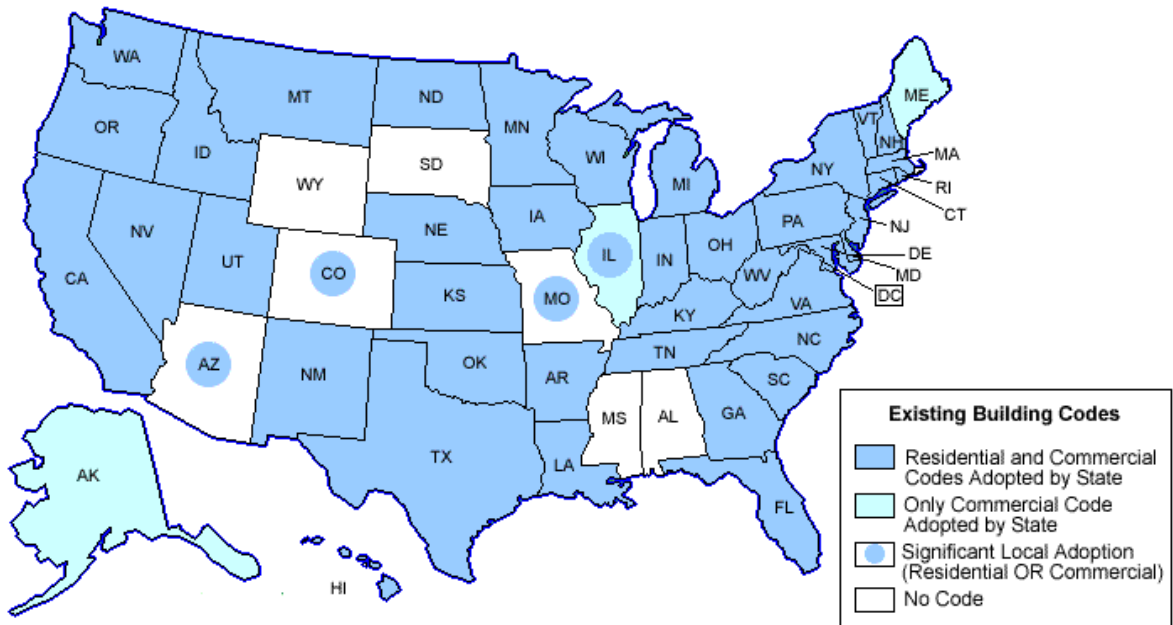 WA
MT
ND
MN
ME
VT
NH
OR
ID
WY
SD
WI
MI
NY
MA
RI
CT
NV
UT
CO
NE
IA
IL
IN
OH
PA
NJ
DE
MD
DC
CA
KS
MO
WV
VA
KY
AZ
NM
OK
AR
TN
NC
SC
MS
AL
GA
TX
LA
FL
AK
HI
Existing Building Codes
Residential and Commercial
Codes Adopted by State
Only Commercial Code
Adopted by State
Significant Local Adoption
(Residential OR Commercial)
No Code